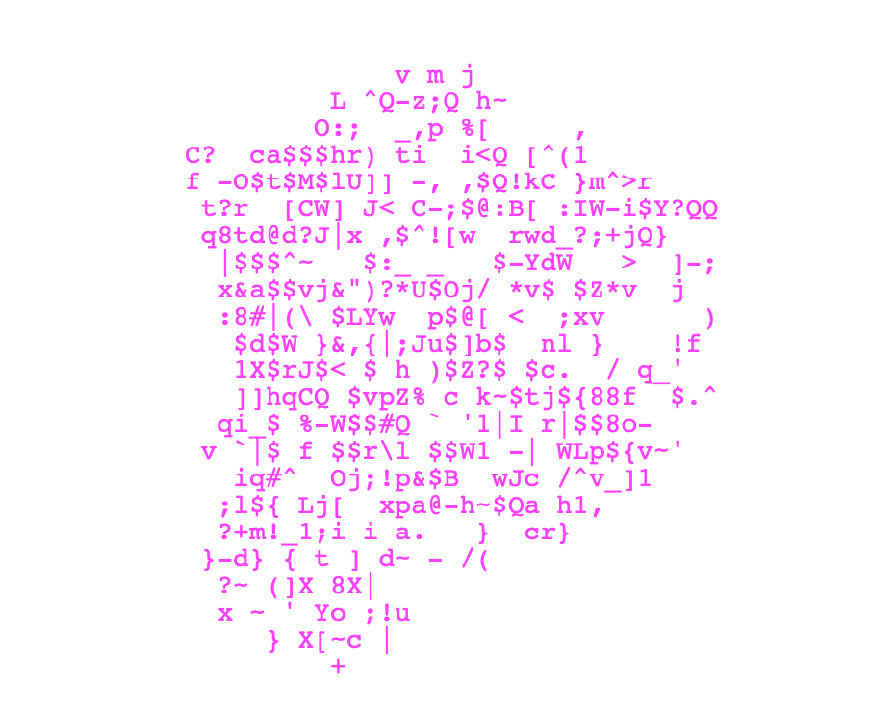 v m j
L ^Q-z;Q h~
O:;  _,p %[     ,
C?  ca$$$hr) ti  i<Q [^(1
f -O$t$M$lU]] -, ,$Q!kC }m^>r
t?r  [CW] J< C-;$@:B[ :IW-i$Y?QQ
q8td@d?J|x ,$^![w  rwd_?;+jQ}
|$$$^~   $:_ _   $-YdW   >  ]-;
x&a$$vj&")?*U$Oj/ *v$ $Z*v  j
:8#|(\ $LYw  p$@[ <  ;xv      )
$d$W }&,{|;Ju$]b$  nl }    !f
1X$rJ$< $ h )$Z?$ $c.  / q_'
]]hqCQ $vpZ% c k~$tj${88f  $.^
qi_$ %-W$$#Q ` '1|I r|$$8o-
v `|$ f $$r\l $$W1 -| WLp${v~'
iq#^  Oj;!p&$B  wJc /^v_]1
;l${ Lj[  xpa@-h~$Qa h1,
?+m!_1;i i a.   }  cr}
}-d} { t ] d~ - /(
?~ (]X 8X|
x ~ ' Yo ;!u
} X[~c |
+